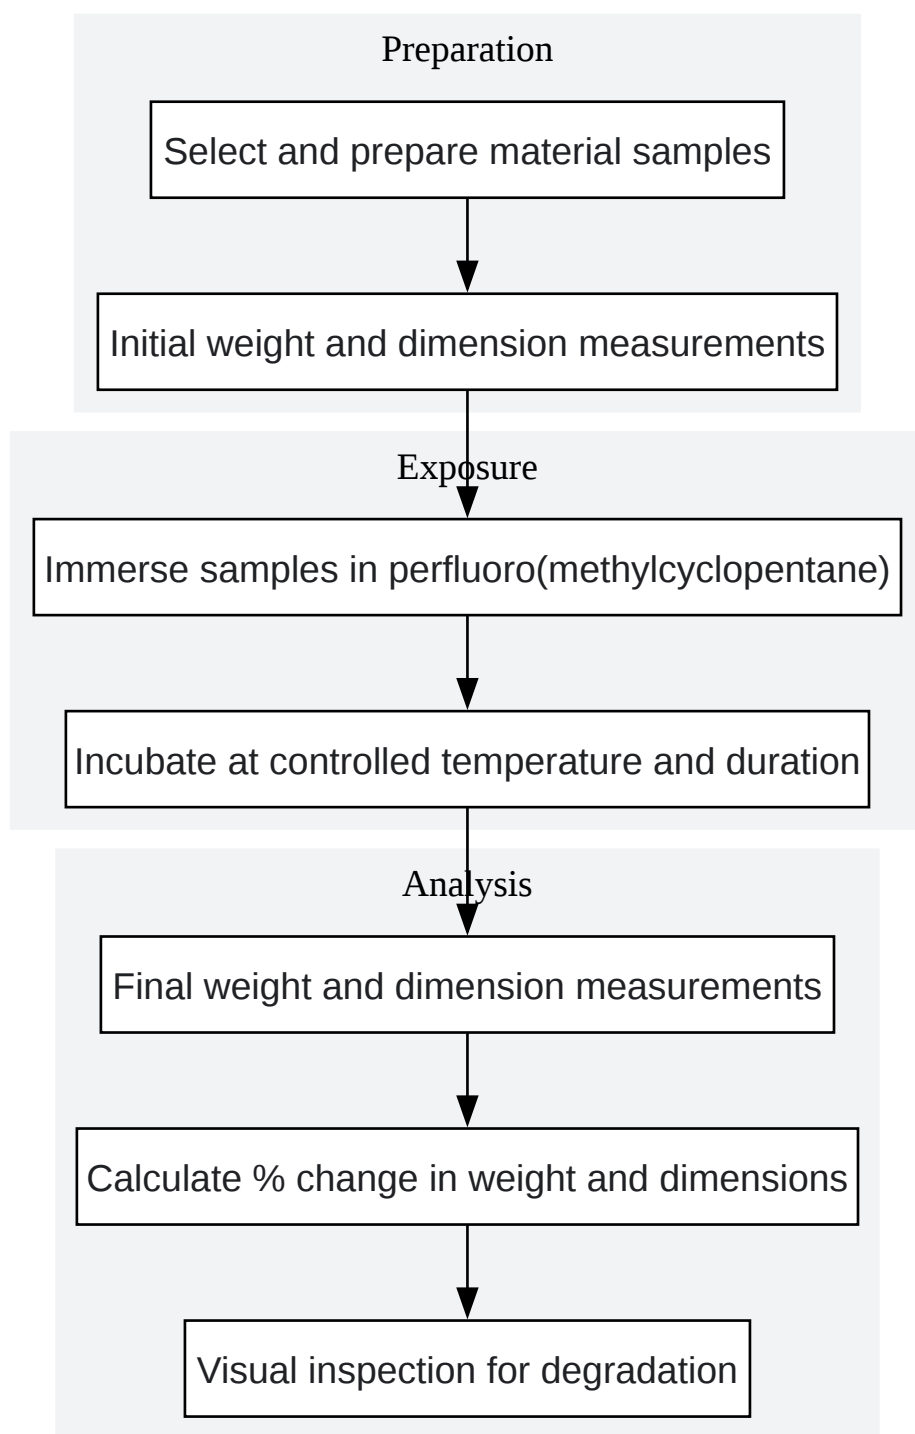 Preparation
Select and prepare material samples
Initial weight and dimension measurements
Exposure
Immerse samples in perfluoro(methylcyclopentane)
Incubate at controlled temperature and duration
Analysis
Final weight and dimension measurements
Calculate % change in weight and dimensions
Visual inspection for degradation